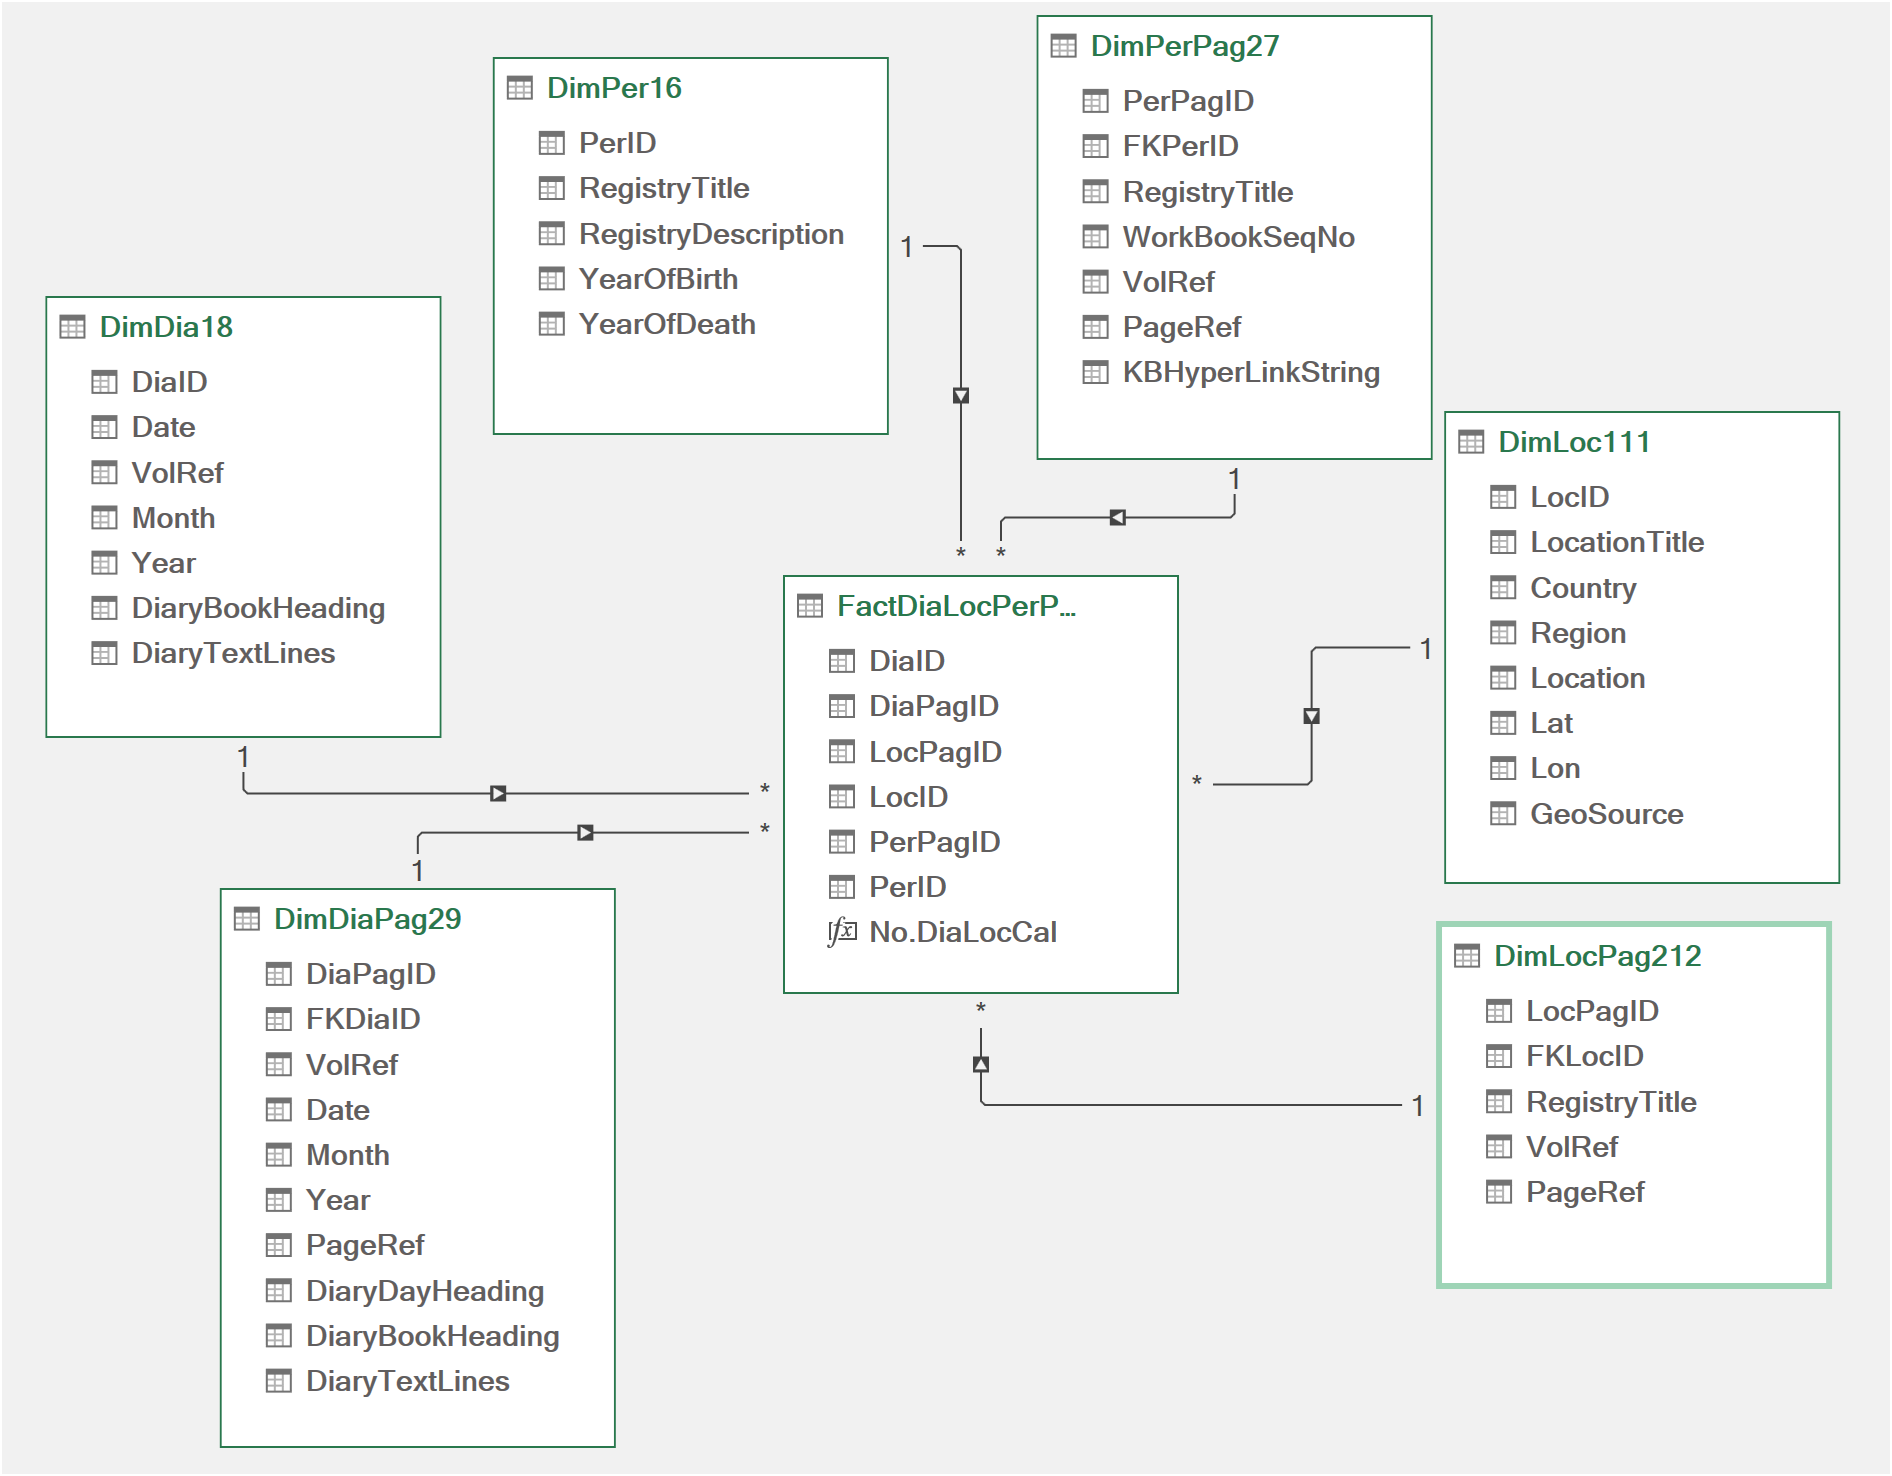 DimPer16
PerID
RegistryTitle
RegistryDescription
YearOfBirth
YearOfDeath
1
DimPerPag27
PerPagID
FKPerID
RegistryTitle
WorkBookSeqNo
VolRef
PageRef
KBHyperLinkString
1
DimDia18
DiaID
Date
VolRef
Month
Year
DiaryBookHeading
DiaryTextLines
1
DimLoc111
LocID
LocationTitle
Country
Region
Location
Lat
Lon
GeoSource
1
* *
FactDiaLocPerP...
DiaID
DiaPagID
LocPagID
LocID
PerPagID
PerID
No.DiaLocCal
*
*
*
*
1
DimDiaPag29
DiaPagID
FKDiaID
VolRef
Date
Month
Year
PageRef
DiaryDayHeading
DiaryBookHeading
DiaryTextLines
1
DimLocPag212
LocPagID
FKLocID
RegistryTitle
VolRef
PageRef